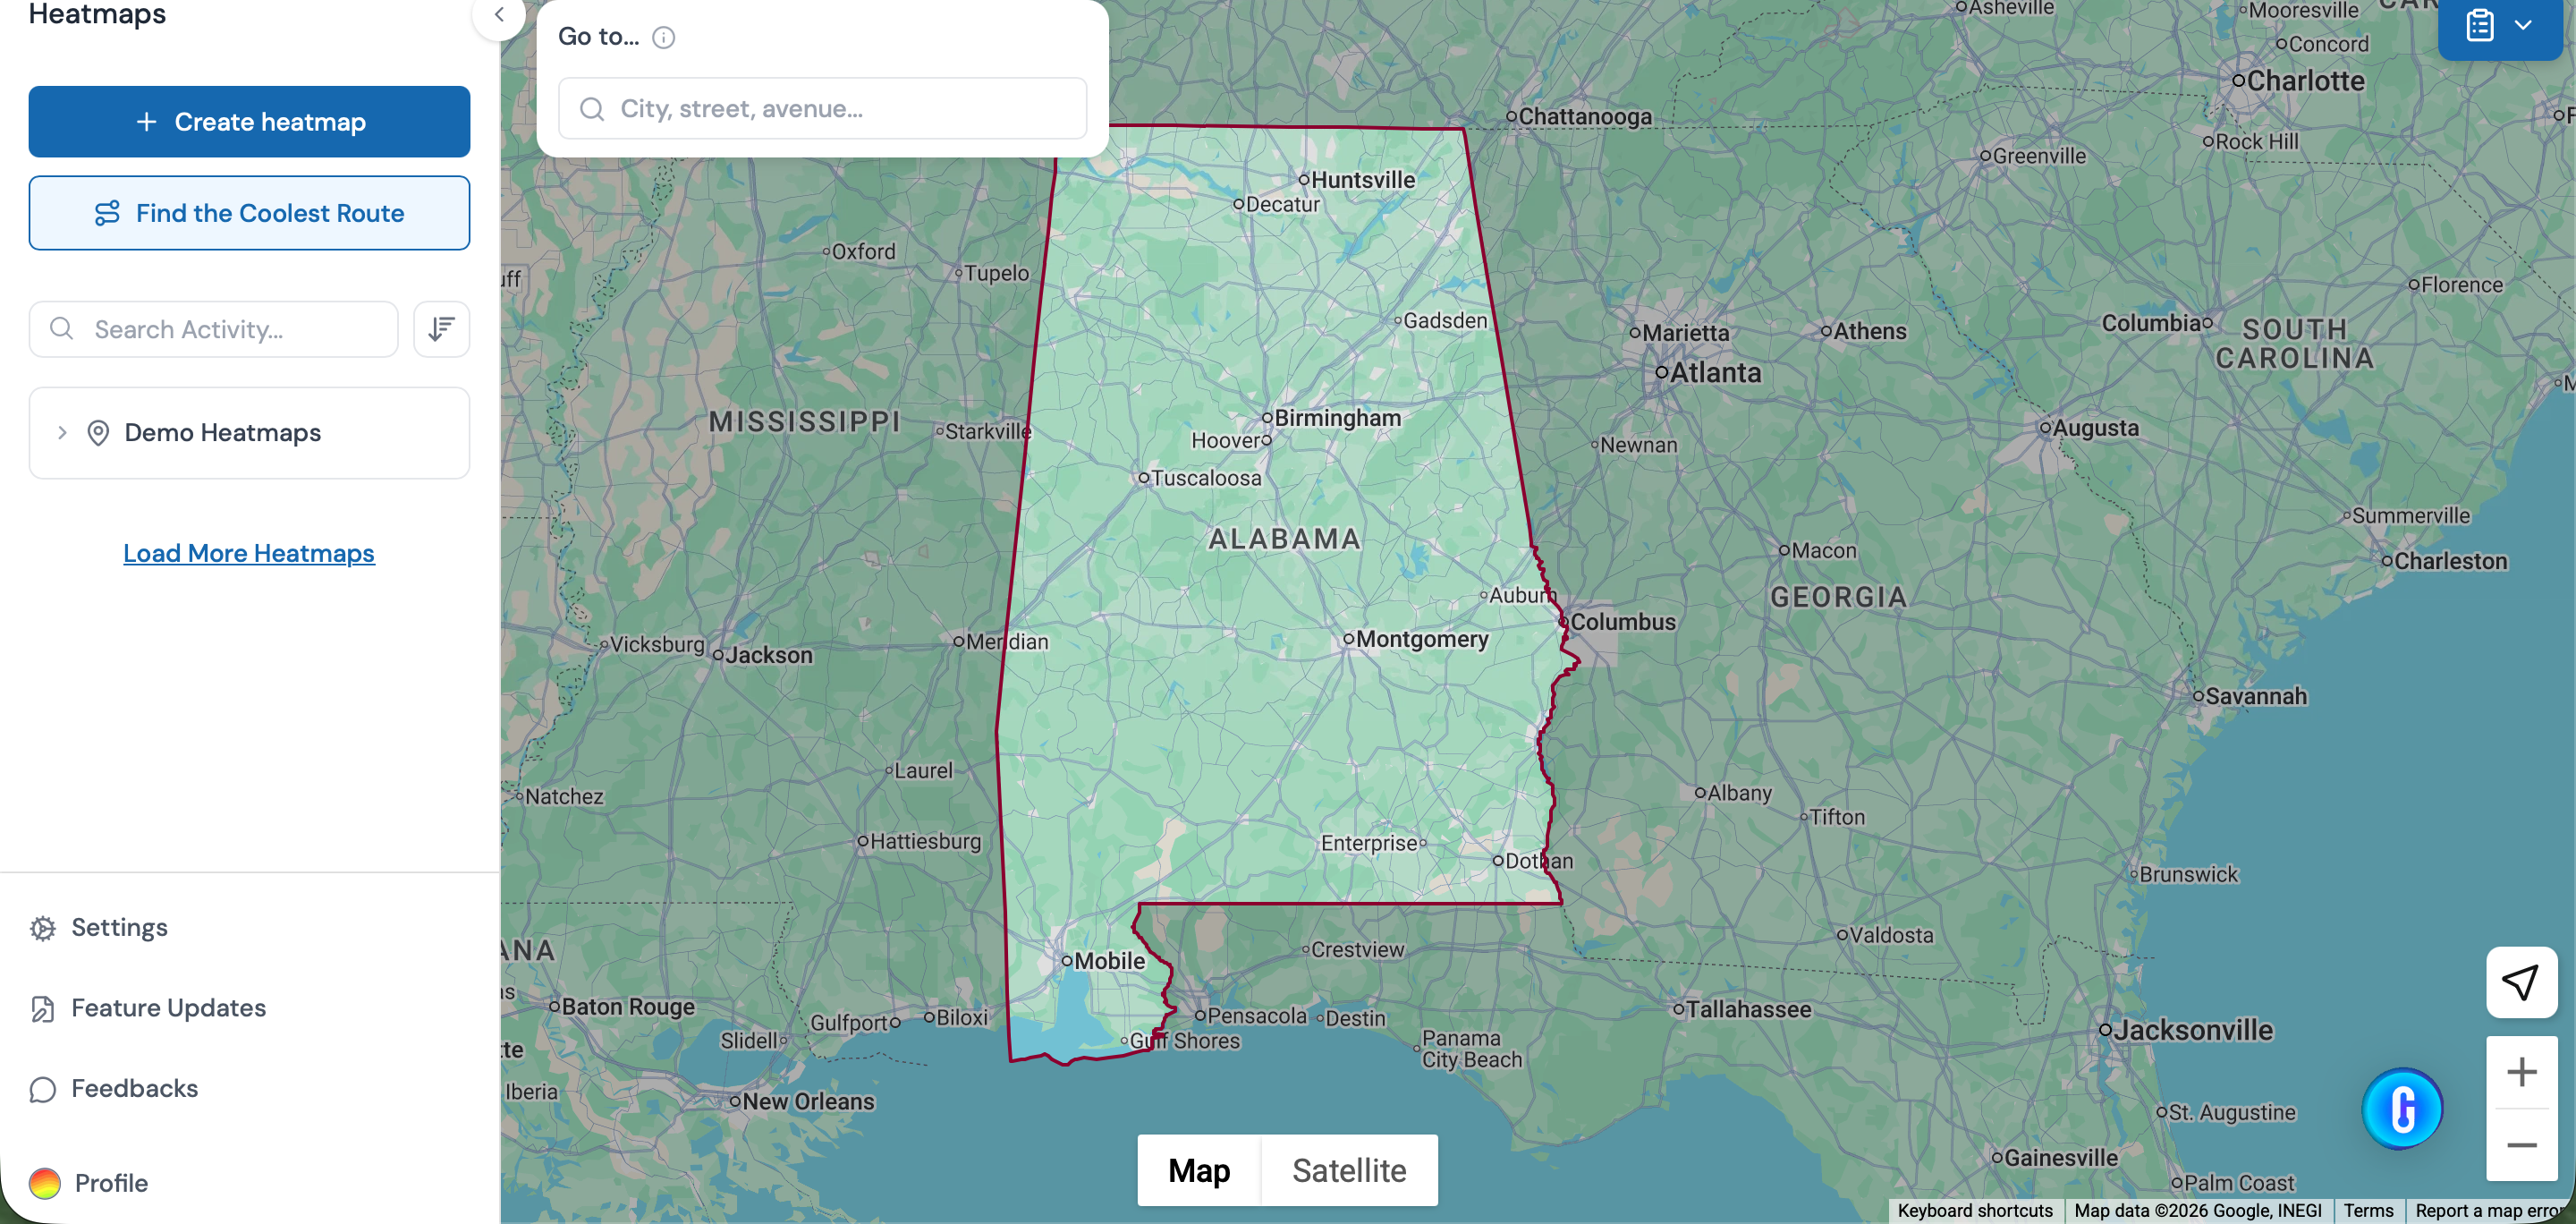 Heatmaps
Create heatmap
Find the Coolest Route
Search Activity...
Demo Heatmaps
Load More Heatmaps
Settings
Feature Updates
Feedbacks
Profile
Go to...
City, street, avenue...
Asheville
Mooresville
Concord
Charlotte
Chattanooga
Rock Hill
Greenville
Huntsville
Decatur
Oxford
Tupelo
Florence
Gadsden
Marietta
Athens
Columbia
SOUTH
CAROLINA
Atlanta
MISSISSIPPI
Starkville
Birmingham
Hoover
Newnan
Augusta
Tuscaloosa
Summerville
ALABAMA
Macon
Charleston
Auburn
GEORGIA
Columbus
Vicksburg
Jackson
Meridian
Montgomery
Savannah
Laurel
Natchez
Albany
Tifton
Hattiesburg
Enterprise
Dothan
Brunswick
Valdosta
Crestview
Mobile
Baton Rouge
Gulfport
Biloxi
Pensacola
Destin
Tallahassee
Slidell
Gulf Shores
Panama
City Beach
Jacksonville
Iberia
New Orleans
St. Augustine
Gainesville
Palm Coast
Map
Satellite
Keyboard shortcuts
Map data ©2026 Google, INEGI
Terms
Report a map error